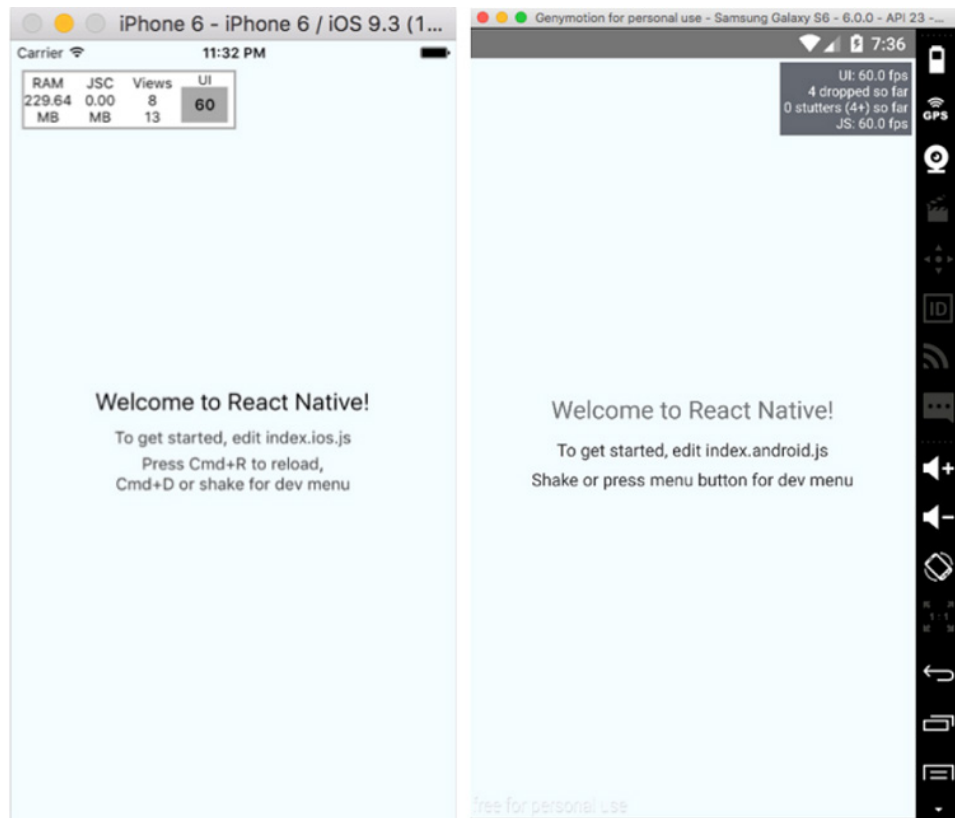 iPhone 6 - iPhone 6 / iOS 9.3 (1...
Carrier
11:32 PM
RAM JSC Views UI
229.64 0.00 8 60
MB MB 13
Welcome to React Native!
To get started, edit index.ios.js
Press Cmd+R to reload,
Cmd+D or shake for dev menu
Genymotion for personal use - Samsung Galaxy S6 - 6.0.0 - API 23 -...
7:36
UI: 60.0 fps
4 dropped so far
0 stutters (4+) so far
JS: 60.0 fps
Welcome to React Native!
To get started, edit index.android.js
Shake or press menu button for dev menu
free for personal use
GPS
ID
1:1